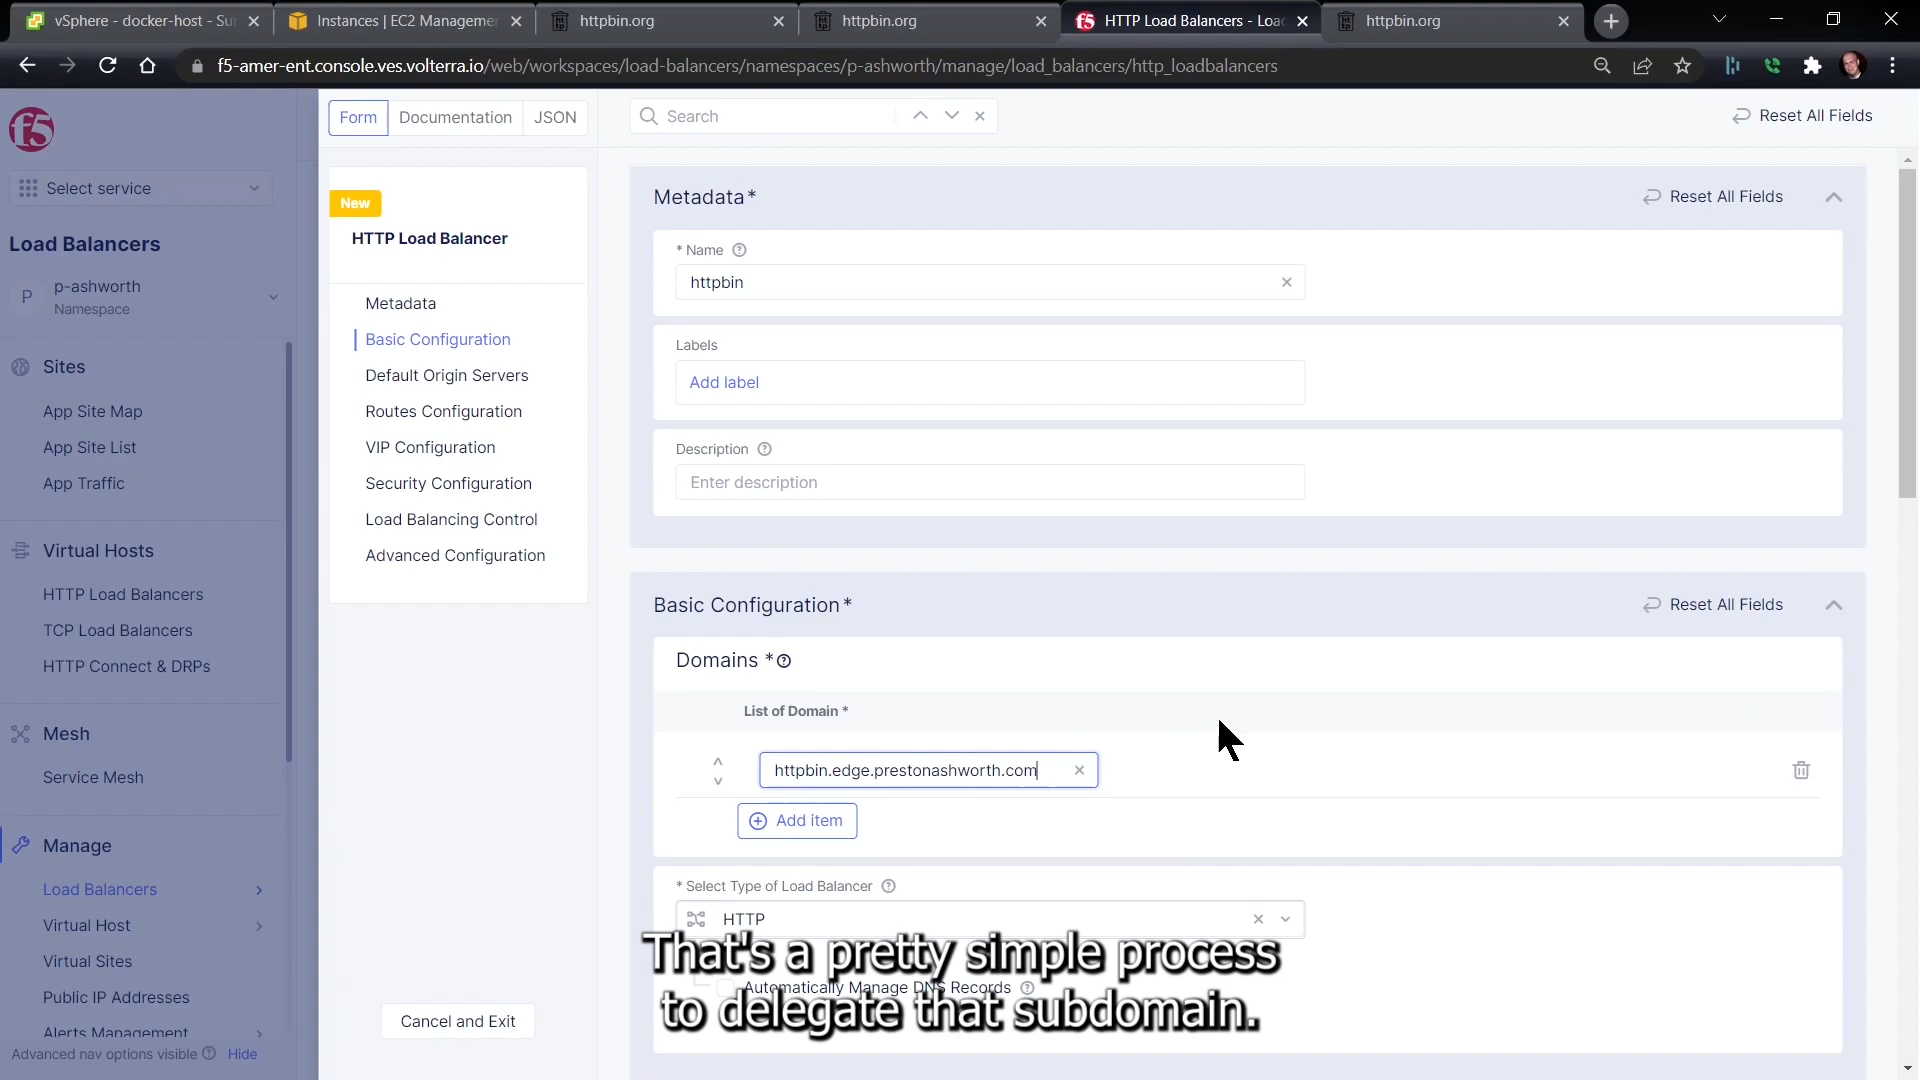 vSphere - docker-host - Su
Instances | EC2 Managemen
httpbin.org
httpbin.org
HTTP Load Balancers - Loa
httpbin.org
f5-amer-ent.console.ves.volterra.io/web/workspaces/load-balancers/namespaces/p-ashworth/manage/load_balancers/http_loadbalancers
f5
Select service
Load Balancers
P
p-ashworth
Namespace
Sites
App Site Map
App Site List
App Traffic
Virtual Hosts
HTTP Load Balancers
TCP Load Balancers
HTTP Connect & DRPs
Mesh
Service Mesh
Manage
Load Balancers
Virtual Host
Virtual Sites
Public IP Addresses
Alerts Management
Advanced nav options visible
Hide
Form
Documentation
JSON
Search
Reset All Fields
New
HTTP Load Balancer
Metadata
Basic Configuration
Default Origin Servers
Routes Configuration
VIP Configuration
Security Configuration
Load Balancing Control
Advanced Configuration
Cancel and Exit
Metadata*
Reset All Fields
* Name
httpbin
Labels
Add label
Description
Enter description
Basic Configuration*
Reset All Fields
Domains *
List of Domain *
httpbin.edge.prestonashworth.com
Add item
* Select Type of Load Balancer
HTTP
Automatically Manage DNS Records
That's a pretty simple process
to delegate that subdomain.